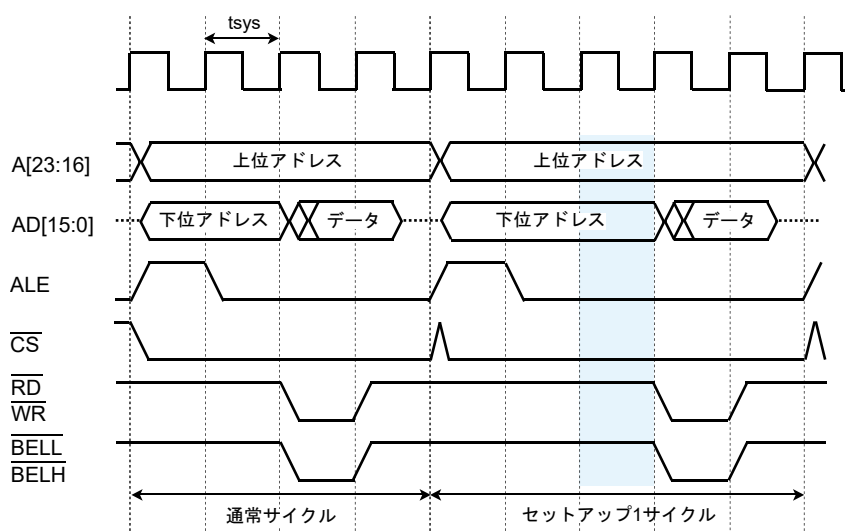 tsys
A[23:16]
上位アドレス
上位アドレス
AD[15:0]
下位アドレス
データ
下位アドレス
データ
ALE
CS
RD
WR
BELL
BELH
通常サイクル
セットアップ1サイクル